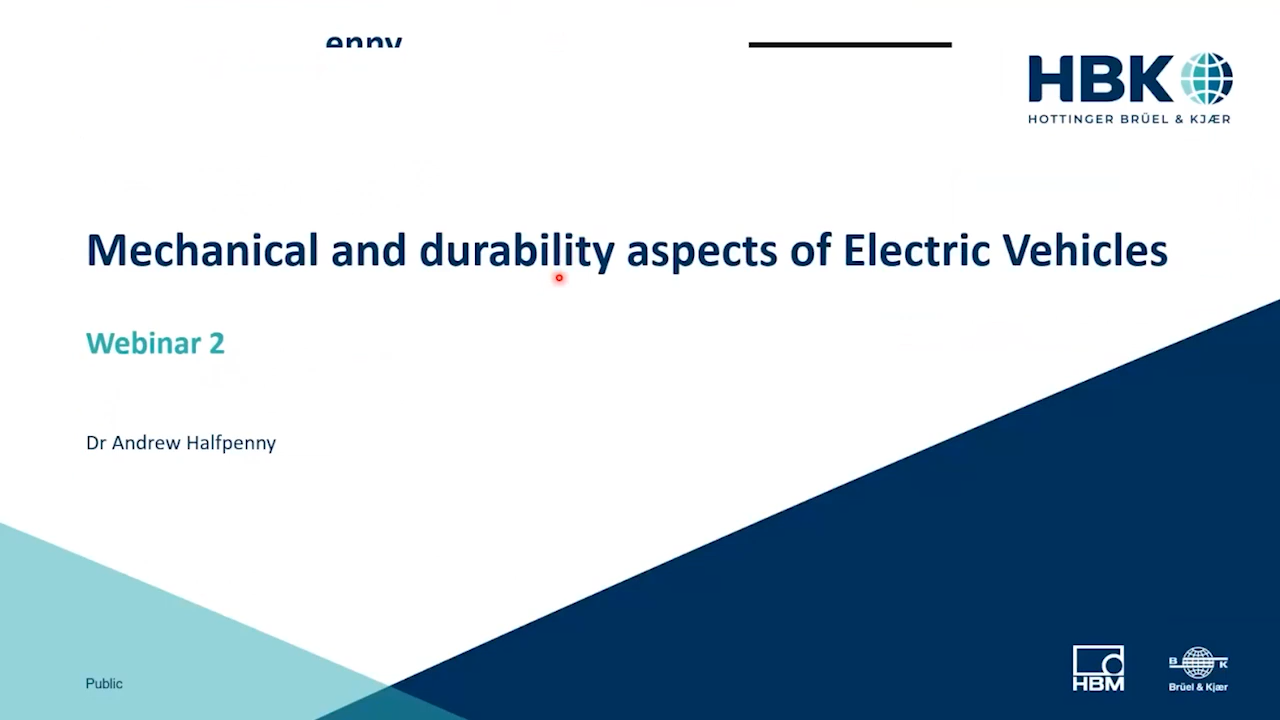 enny
HBK
HOTTINGER BRÜEL & KJÆR
Mechanical and durability aspects of Electric Vehicles
Webinar 2
Dr Andrew Halfpenny
Public
HBM
B K
Brüel & Kjær